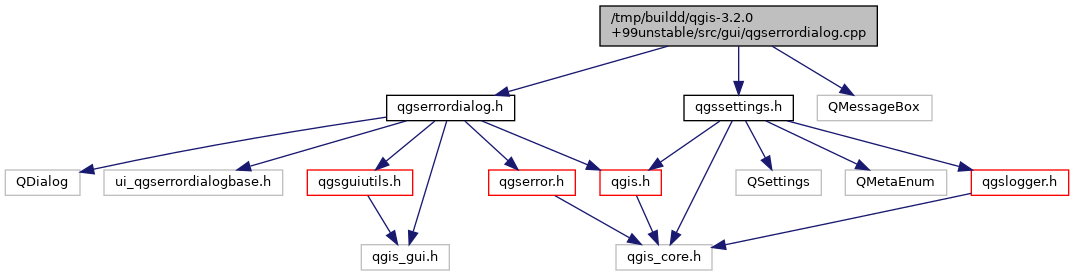 /tmp/buildd/qgis-3.2.0
+99unstable/src/gui/qgserrordialog.cpp
qgserrordialog.h
qgssettings.h
QMessageBox
QDialog
ui_qgserrordialogbase.h
qgsguiutils.h
qgserror.h
qgis.h
QSettings
QMetaEnum
qgslogger.h
qgis_gui.h
qgis_core.h